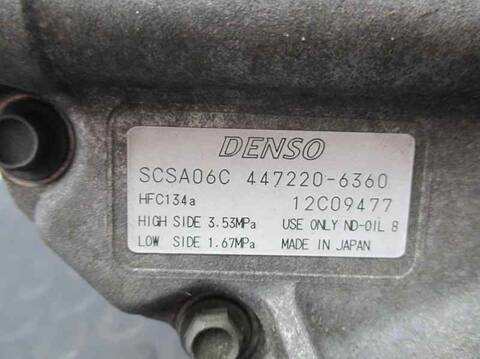 DENSO
SCSA06C 447220-6360
HFC134a 12C09477
HIGH SIDE 3.53MPa USE ONLY ND-OIL 8
LOW SIDE 1.67MPa MADE IN JAPAN